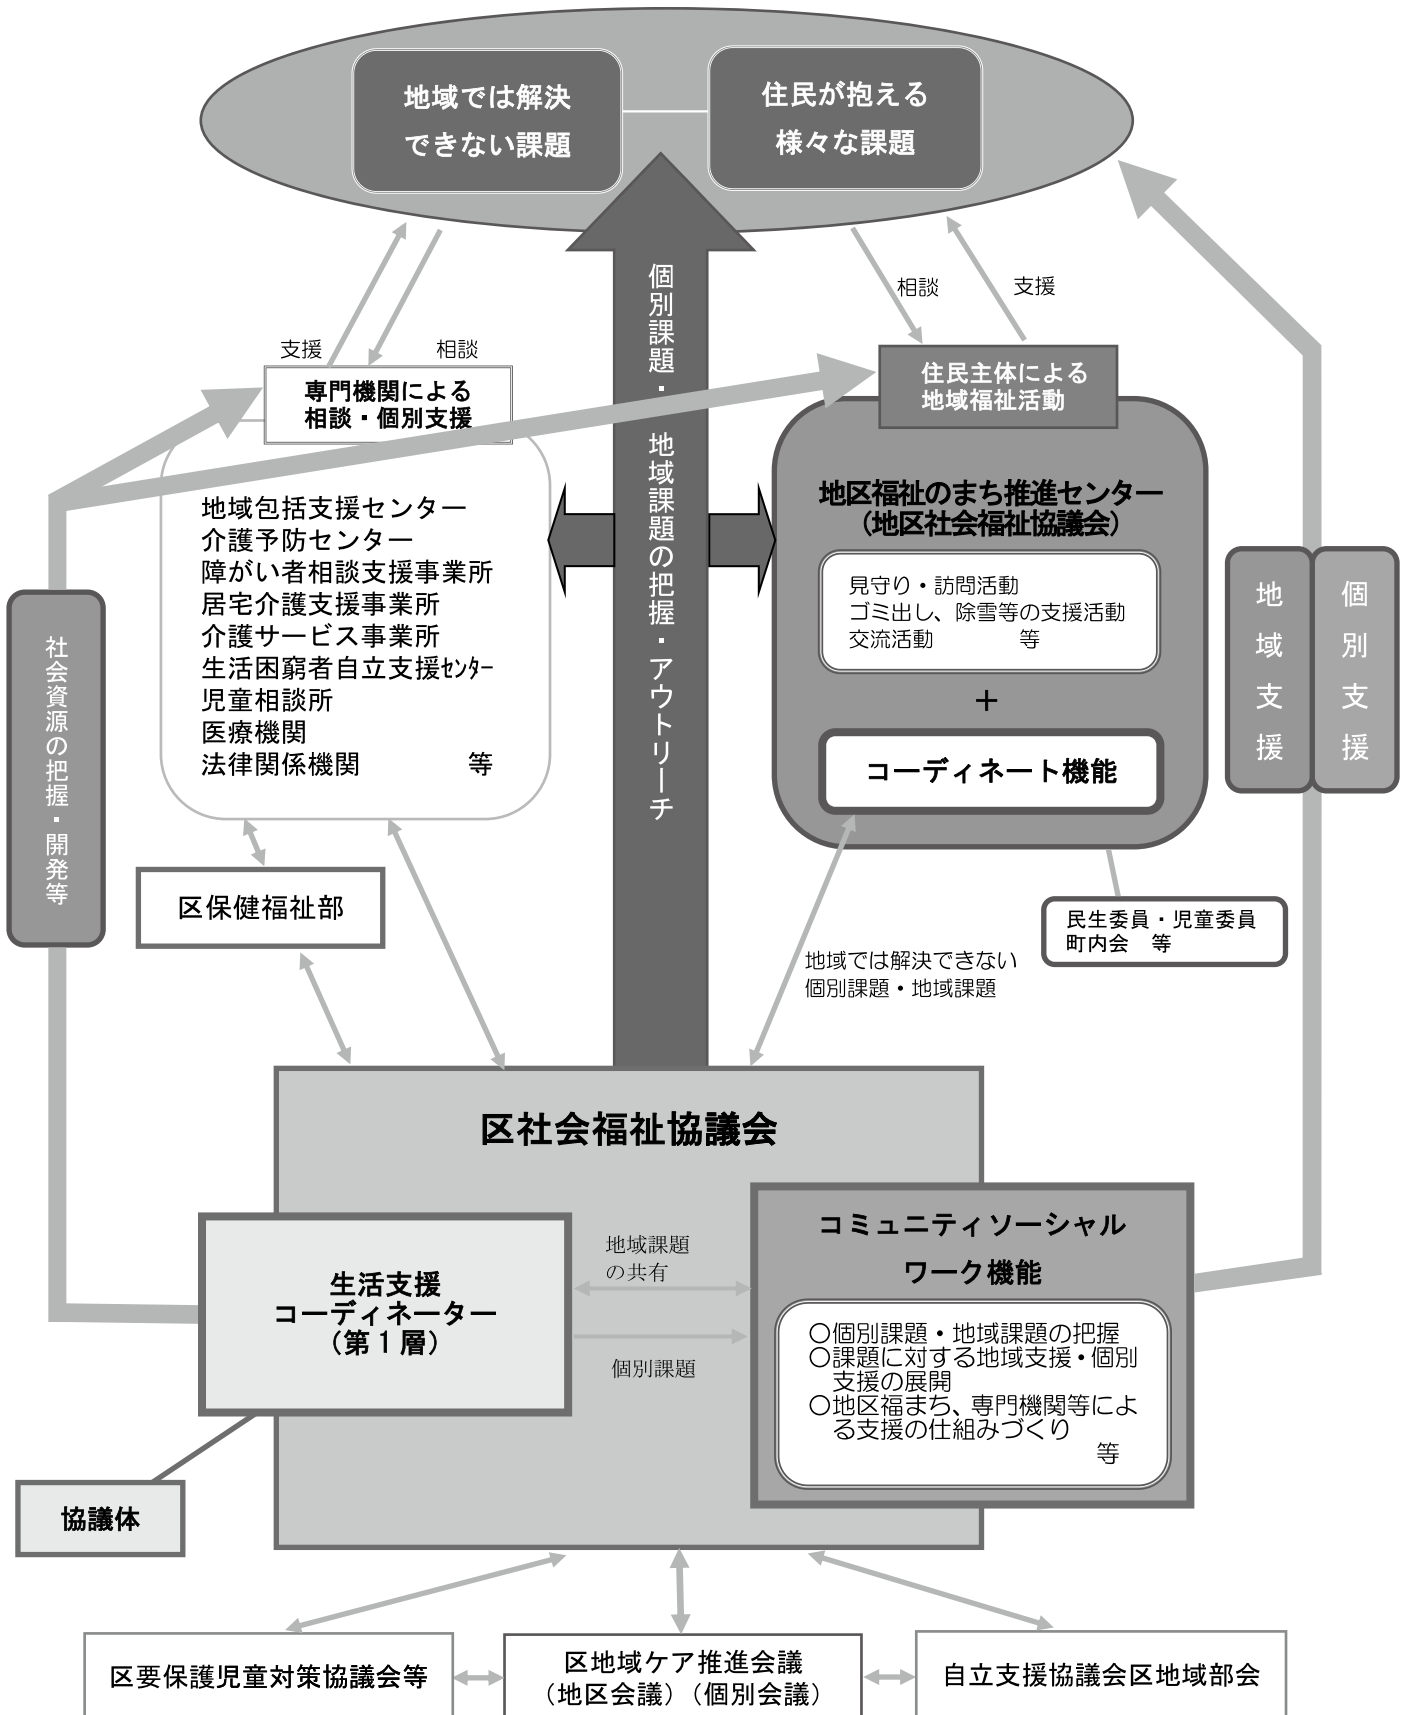 地域では解決
できない課題
住民が抱える
様々な課題
支援
相談
相談
支援
専門機関による
相談・個別支援
住民主体による
地域福祉活動
個別課題・地域課題の把握・アウトリーチ
地域包括支援センター
介護予防センター
障がい者相談支援事業所
居宅介護支援事業所
介護サービス事業所
生活困窮者自立支援ｾﾝﾀｰ
児童相談所
医療機関
法律関係機関 等
地区福祉のまち推進センター
（地区社会福祉協議会）
見守り・訪問活動
ゴミ出し、除雪等の支援活動
交流活動 等
＋
コーディネート機能
地域支援
個別支援
社会資源の把握・開発等
区保健福祉部
民生委員・児童委員
町内会 等
地域では解決できない
個別課題・地域課題
区社会福祉協議会
生活支援
コーディネーター
（第１層）
地域課題
の共有
個別課題
コミュニティソーシャル
ワーク機能
○個別課題・地域課題の把握
○課題に対する地域支援・個別
支援の展開
○地区福まち、専門機関等によ
る支援の仕組みづくり
等
協議体
区要保護児童対策協議会等
区地域ケア推進会議
（地区会議）（個別会議）
自立支援協議会区地域部会